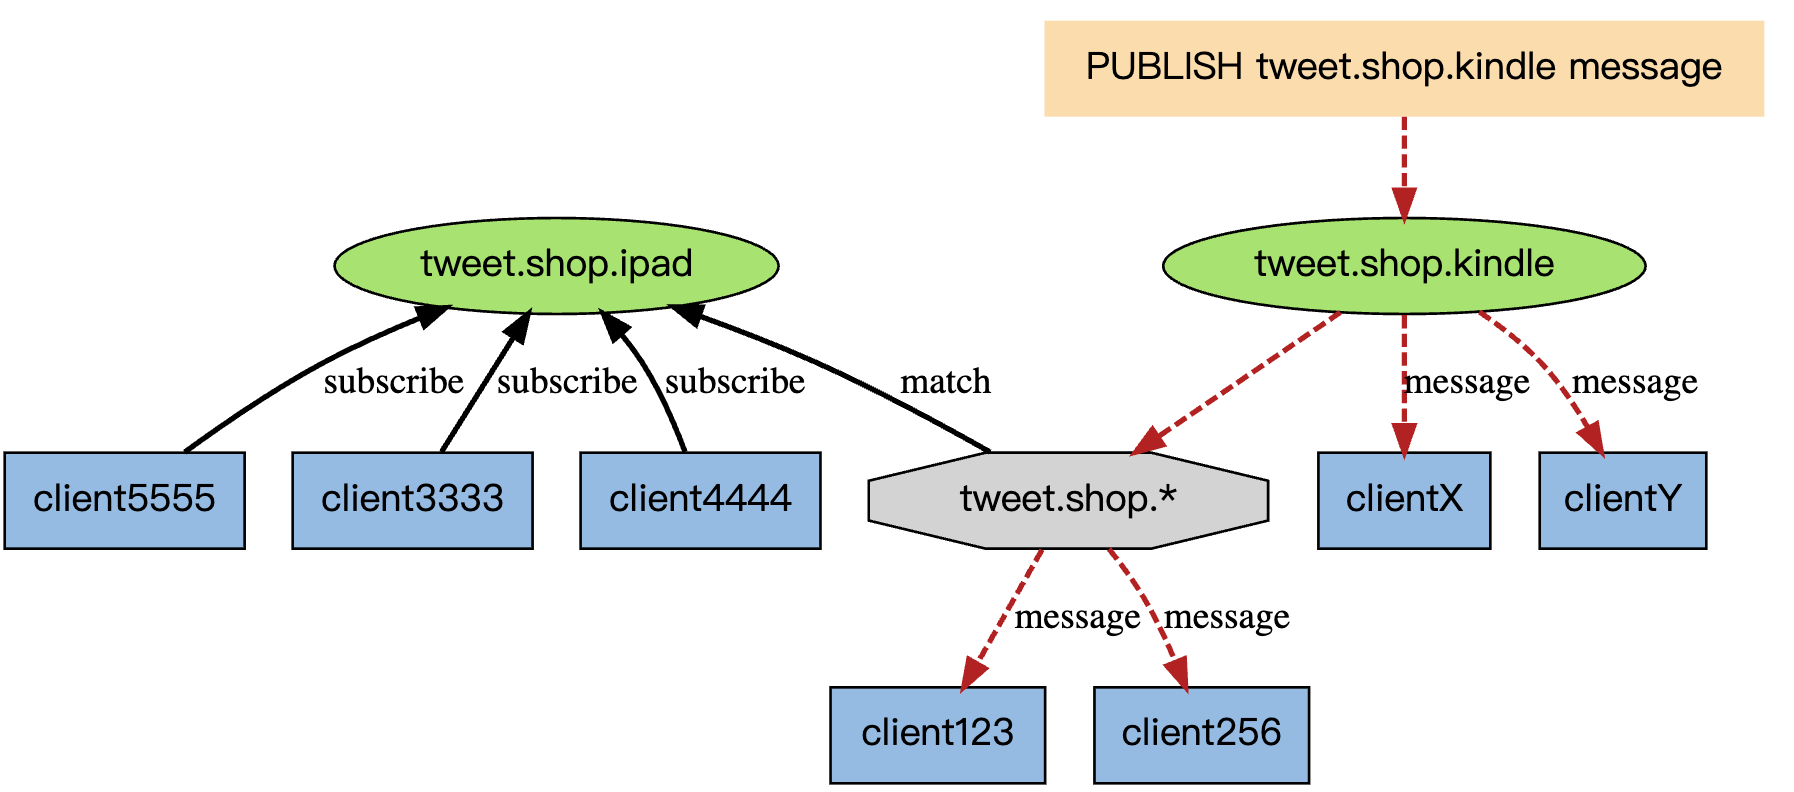 PUBLISH tweet.shop.kindle message
tweet.shop.ipad
tweet.shop.kindle
subscribe
subscribe
subscribe
match
message
message
client5555
client3333
client4444
tweet.shop.*
clientX
clientY
message
message
client123
client256